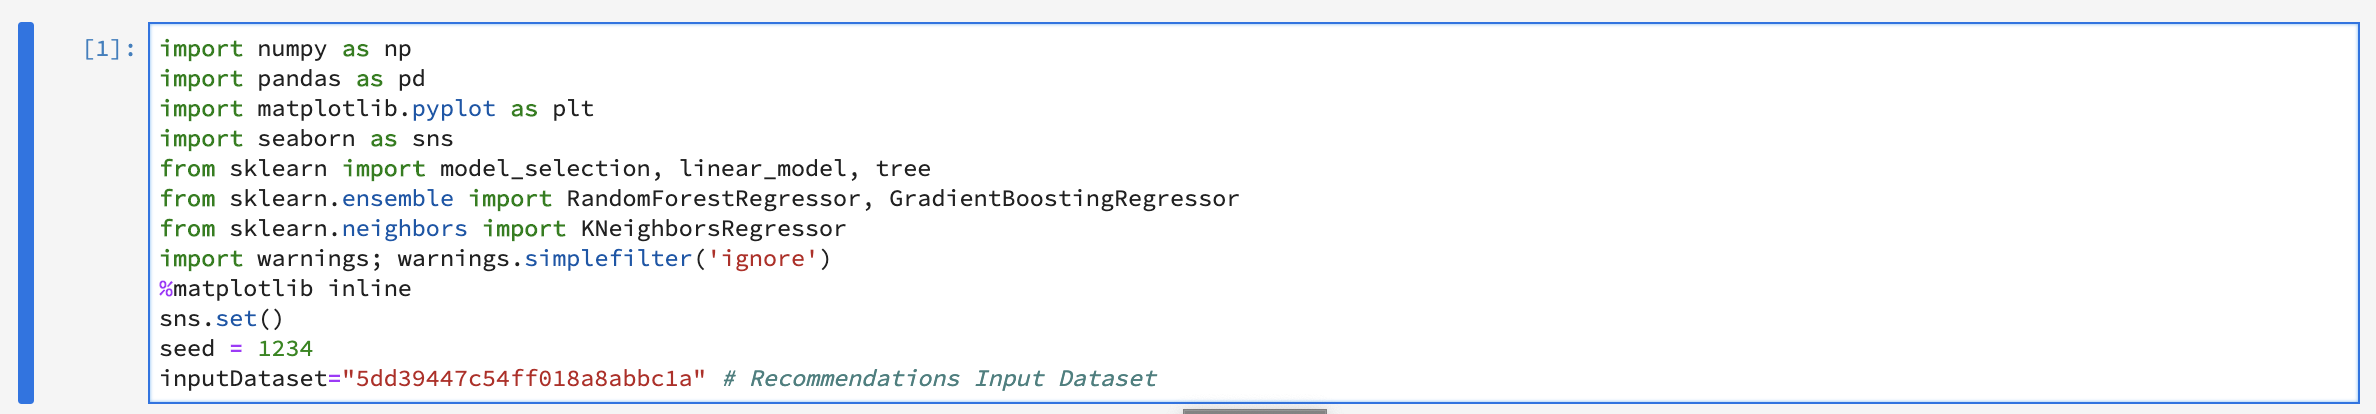 [1]:
import numpy as np
import pandas as pd
import matplotlib.pyplot as plt
import seaborn as sns
from sklearn import model_selection, linear_model, tree
from sklearn.ensemble import RandomForestRegressor, GradientBoostingRegressor
from sklearn.neighbors import KNeighborsRegressor
import warnings; warnings.simplefilter('ignore')
%matplotlib inline
sns.set()
seed = 1234
inputDataset="5dd39447c54ff018a8abbc1a" # Recommendations Input Dataset